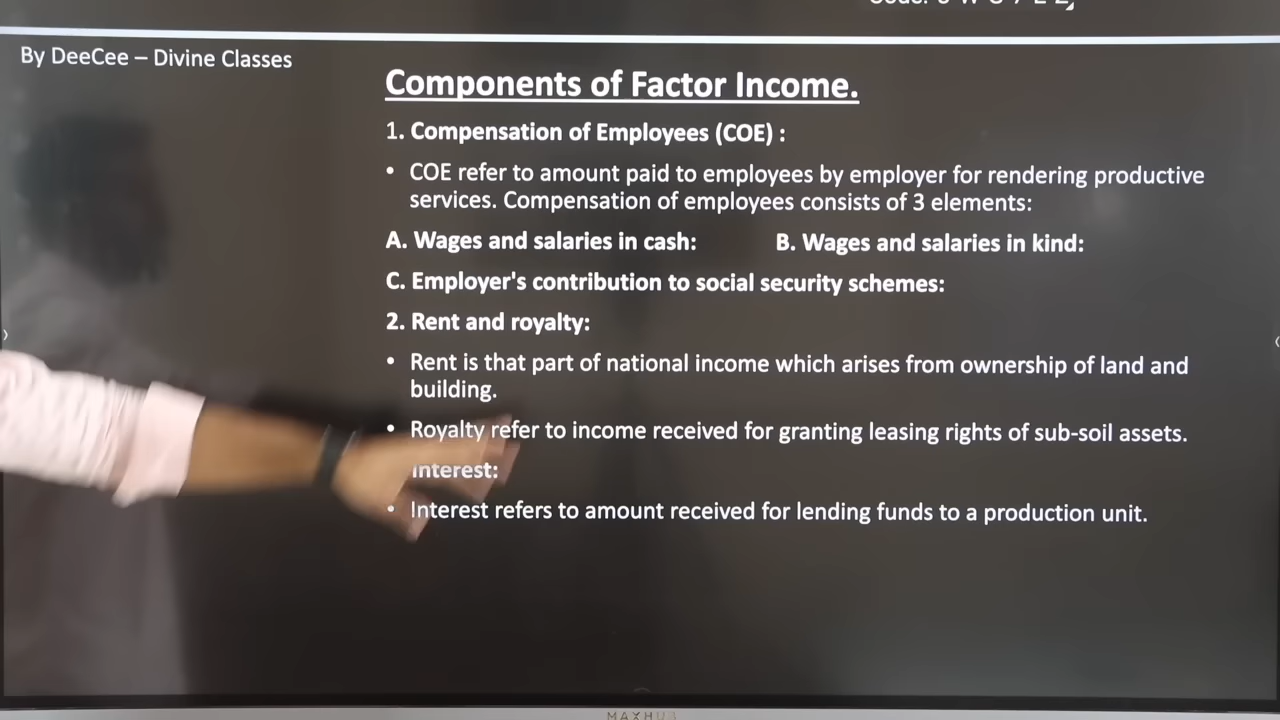 By DeeCee – Divine Classes
Components of Factor Income.
1. Compensation of Employees (COE) :
• COE refer to amount paid to employees by employer for rendering productive
services. Compensation of employees consists of 3 elements:
A. Wages and salaries in cash: B. Wages and salaries in kind:
C. Employer's contribution to social security schemes:
2. Rent and royalty:
• Rent is that part of national income which arises from ownership of land and
building.
• Royalty refer to income received for granting leasing rights of sub-soil assets.
Interest:
• Interest refers to amount received for lending funds to a production unit.
MAXHUB